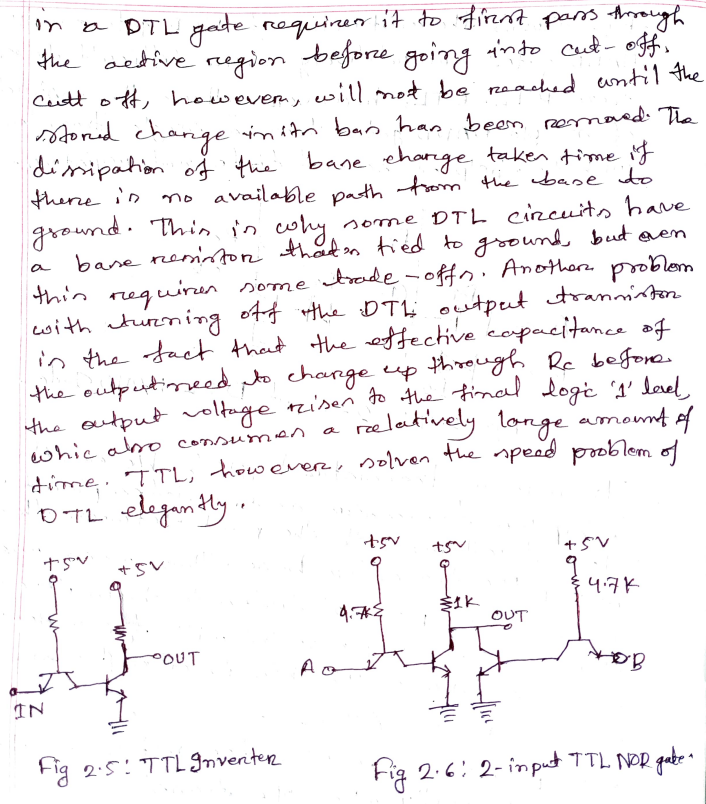 in a DTL gate requires it to first pass through
the active region before going into cut-off.
Cutt off, however, will not be reached until the
stored change in its bas has been removed. The
dissipation of the base charge takes time if
there is no available path from the base to
ground. This is why some DTL circuits have
a base resistor that's tied to ground, but even
this requires some trade-offs. Another problem
with turning off the DTL output transistor
is the fact that the effective capacitance of
the output need to change up through Rc before
the output voltage rises to the final logic '1' level,
whic also consumes a relatively large amount of
time. TTL, however, solves the speed problem of
DTL elegantly.
+5V +5V +5V +5V +5V
4.7K 1K 4.7K
OUT
OUT
A B
IN
Fig 2.5: TTL Inverter
Fig 2.6: 2-input TTL NOR gate.